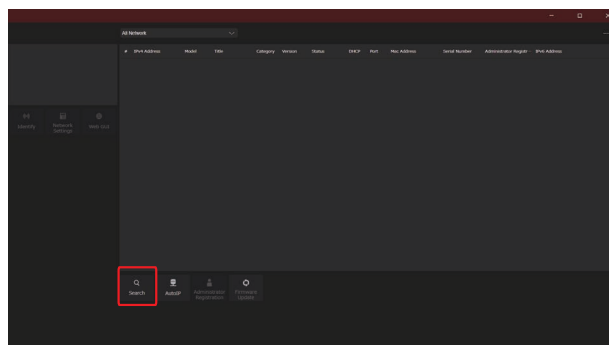 All Network
# IPv4 Address Model Title Category Version Status DHCP Port Mac Address Serial Number Administrator Registr··· IPv6 Address
Identify Network Settings Web GUI
Search AutoIP Administrator Registration Firmware Update